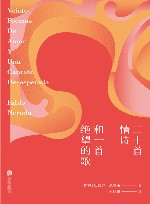 Veinte
Poemas
De
Amor
Y
Una
Canción
Desesperada
Pablo
Neruda
二十首
情诗
和一首
绝望的歌